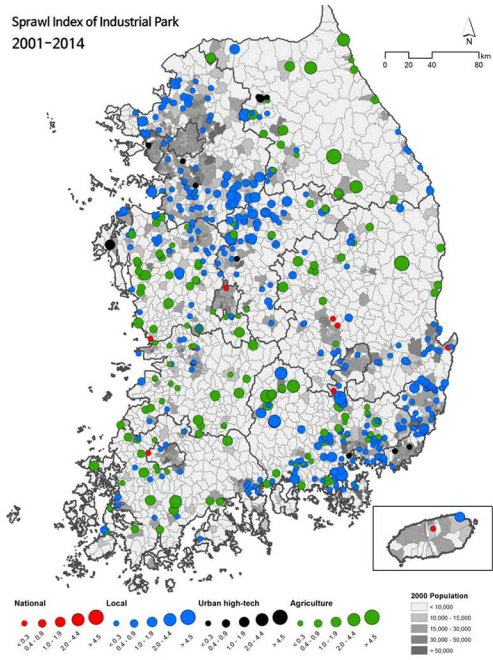 Sprawl Index of Industrial Park
2001-2014
N
km
0 20 40 80
National Local Urban high-tech Agriculture
< 0.3 0.4 - 0.9 1.0 - 1.9 2.0 - 4.4 > 4.5
< 0.3 0.4 - 0.9 1.0 - 1.9 2.0 - 4.4 > 4.5
< 0.3 0.4 - 0.9 1.0 - 1.9 2.0 - 4.4 > 4.5
< 0.3 0.4 - 0.9 1.0 - 1.9 2.0 - 4.4 > 4.5
2000 Population
< 10,000
10,000 - 15,000
15,000 - 30,000
30,000 - 50,000
> 50,000